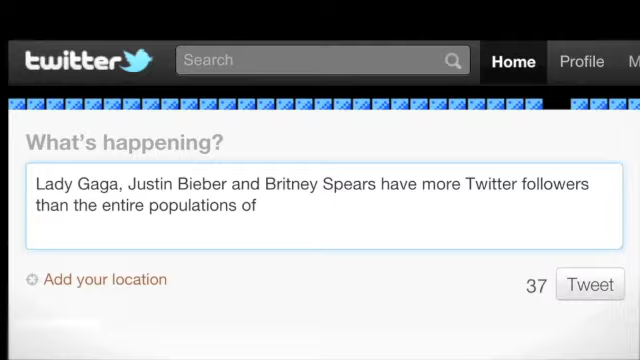 twitter Search Home Profile M
What's happening?
Lady Gaga, Justin Bieber and Britney Spears have more Twitter followers
than the entire populations of
Add your location 37 Tweet